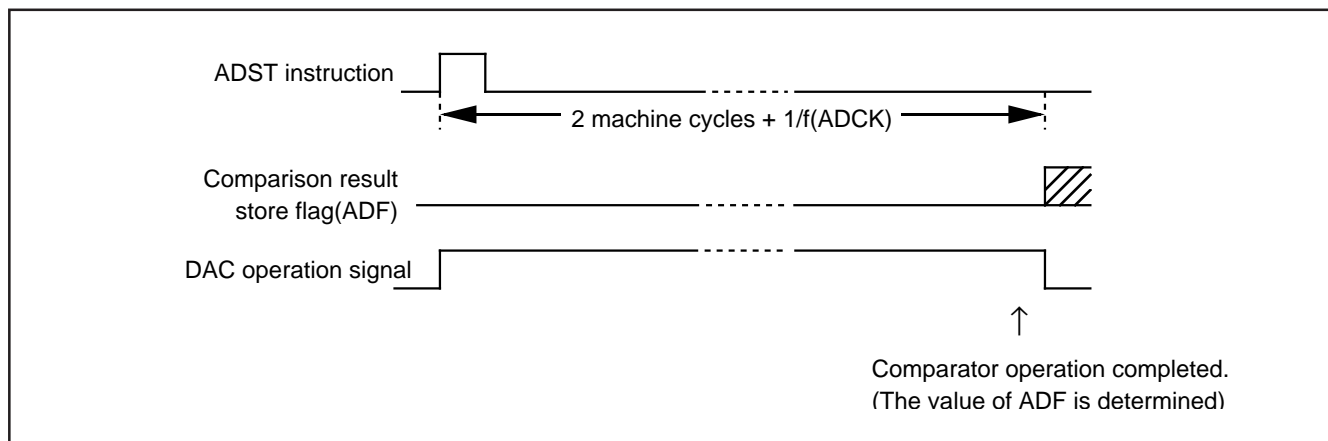 ADST instruction
2 machine cycles + 1/f(ADCK)
Comparison result
store flag(ADF)
DAC operation signal
↑
Comparator operation completed.
(The value of ADF is determined)